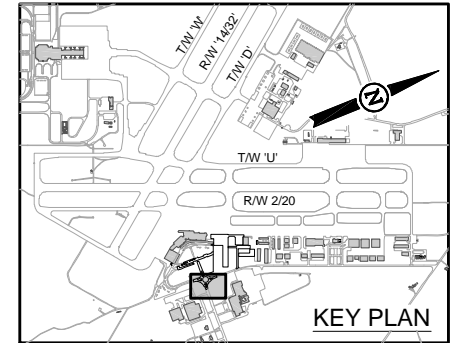 T/W 'W'
R/W '14/32'
T/W 'D'
N
T/W 'U'
R/W 2/20
KEY PLAN